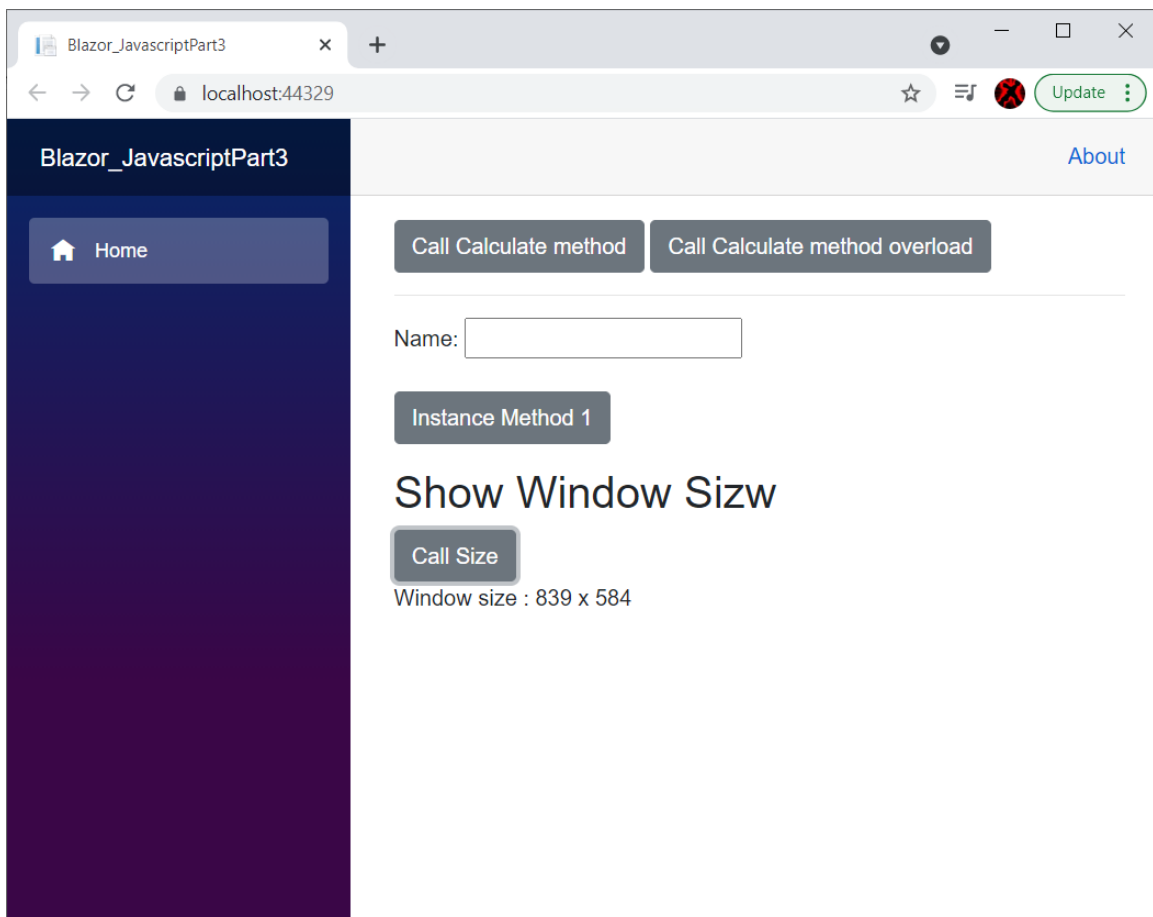 Blazor_JavascriptPart3
localhost:44329
Update
Blazor_JavascriptPart3
About
Home
Call Calculate method Call Calculate method overload
Name:
Instance Method 1
Show Window Sizw
Call Size
Window size : 839 x 584